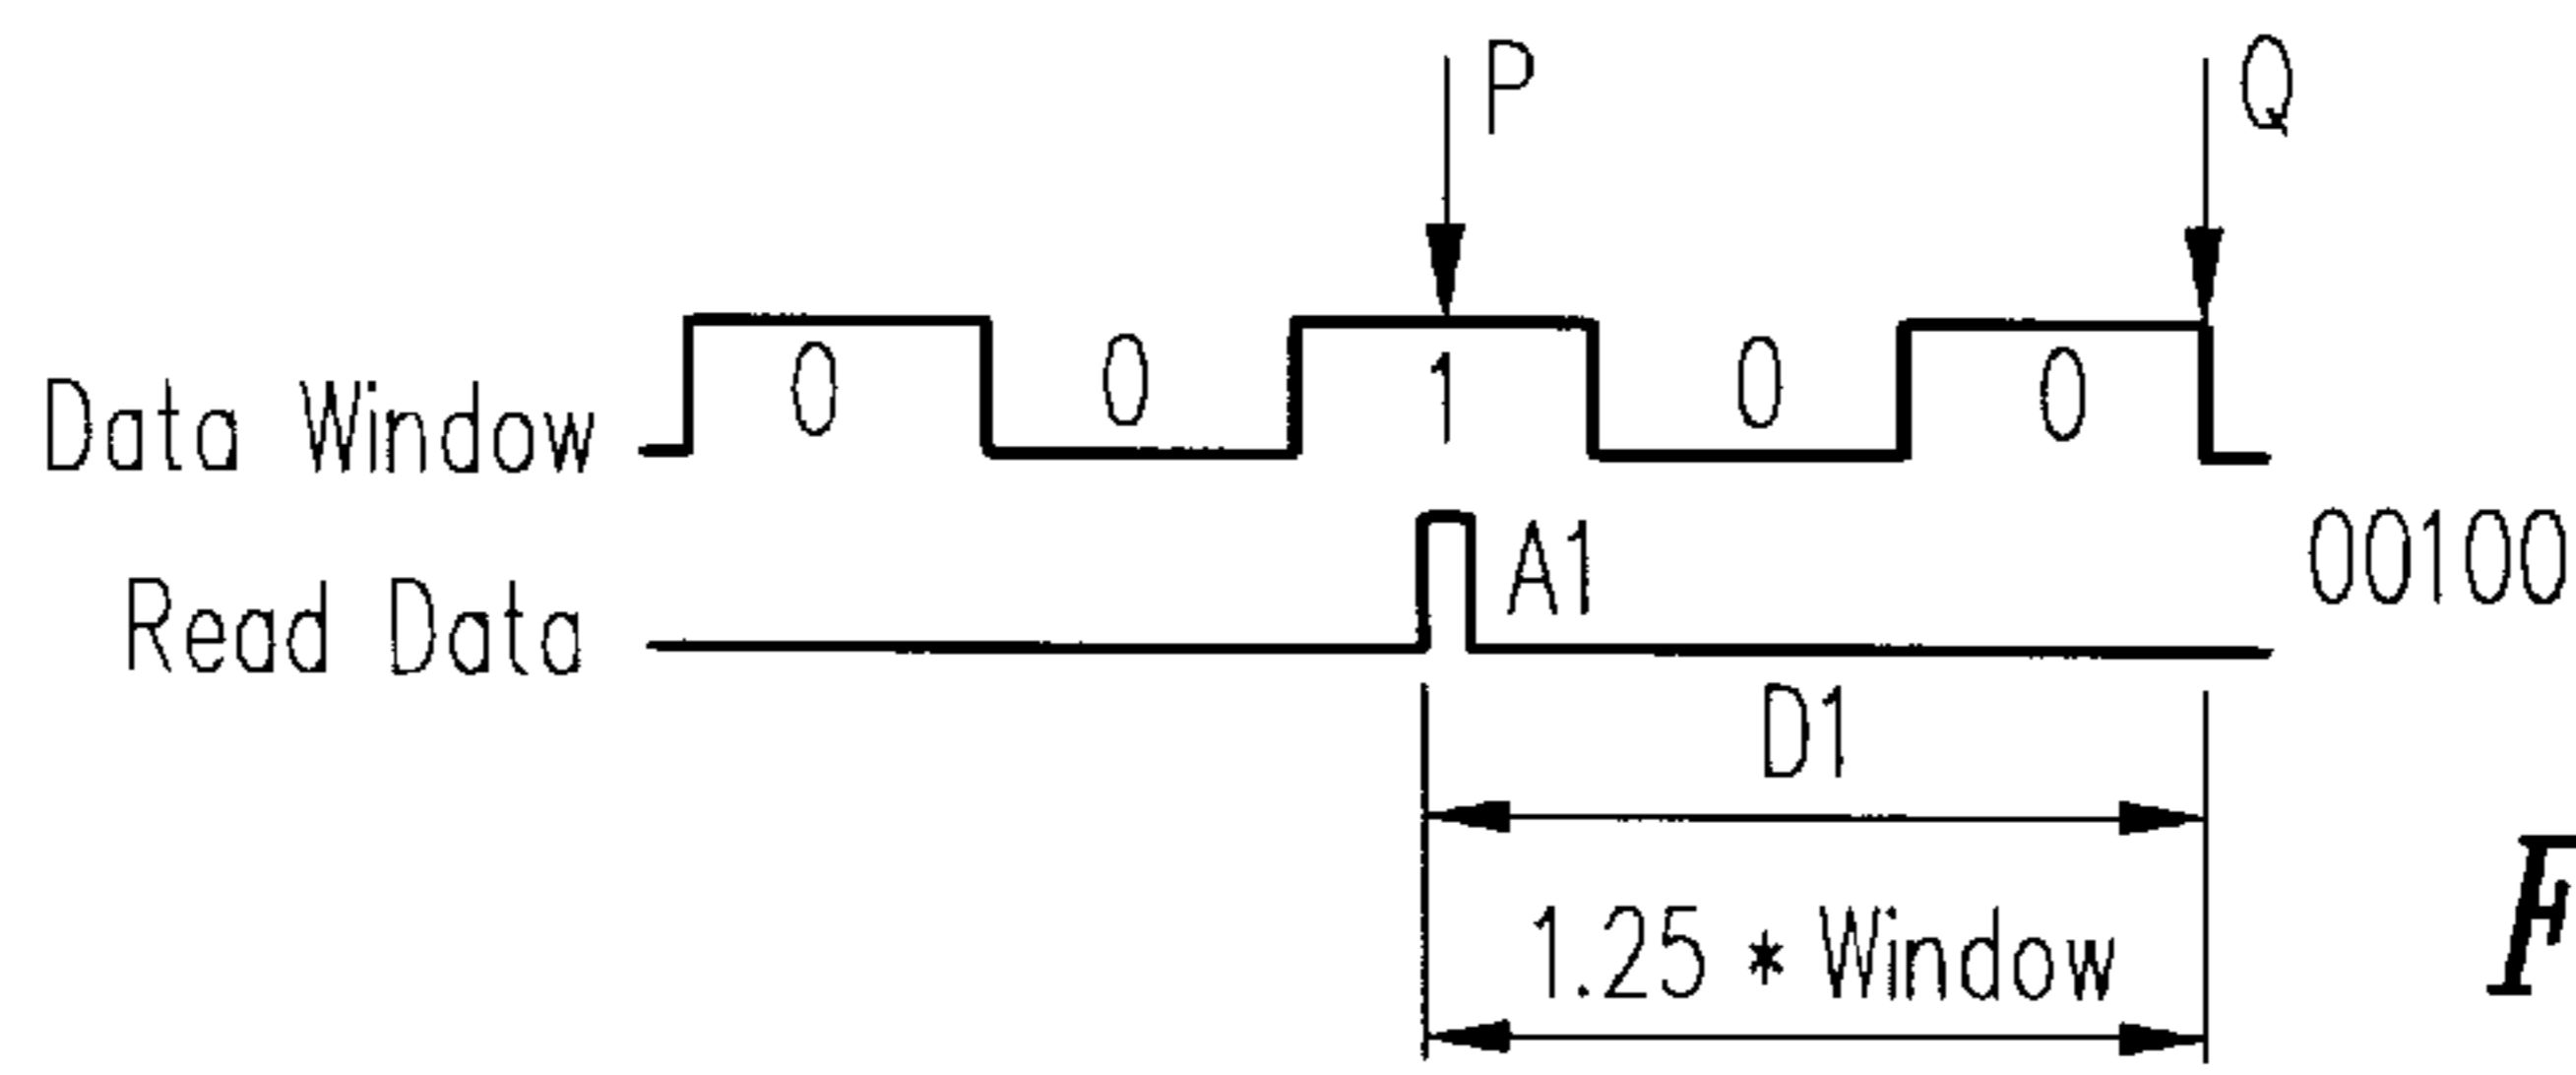 P
Q
Data Window 0 0 1 0 0
Read Data A1 00100
D1
1.25 * Window
F